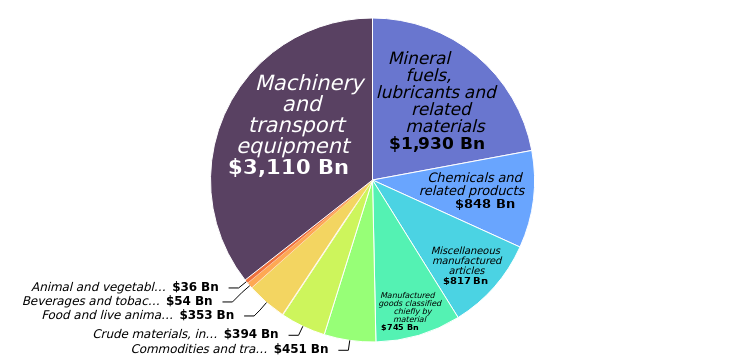 Machinery
and
transport
equipment
$3,110 Bn
Mineral
fuels,
lubricants and
related
materials
$1,930 Bn
Chemicals and
related products
$848 Bn
Miscellaneous
manufactured
articles
$817 Bn
Manufactured
goods classified
chiefly by
material
$745 Bn
Animal and vegetabl… $36 Bn
Beverages and tobac… $54 Bn
Food and live anima… $353 Bn
Crude materials, in… $394 Bn
Commodities and tra… $451 Bn